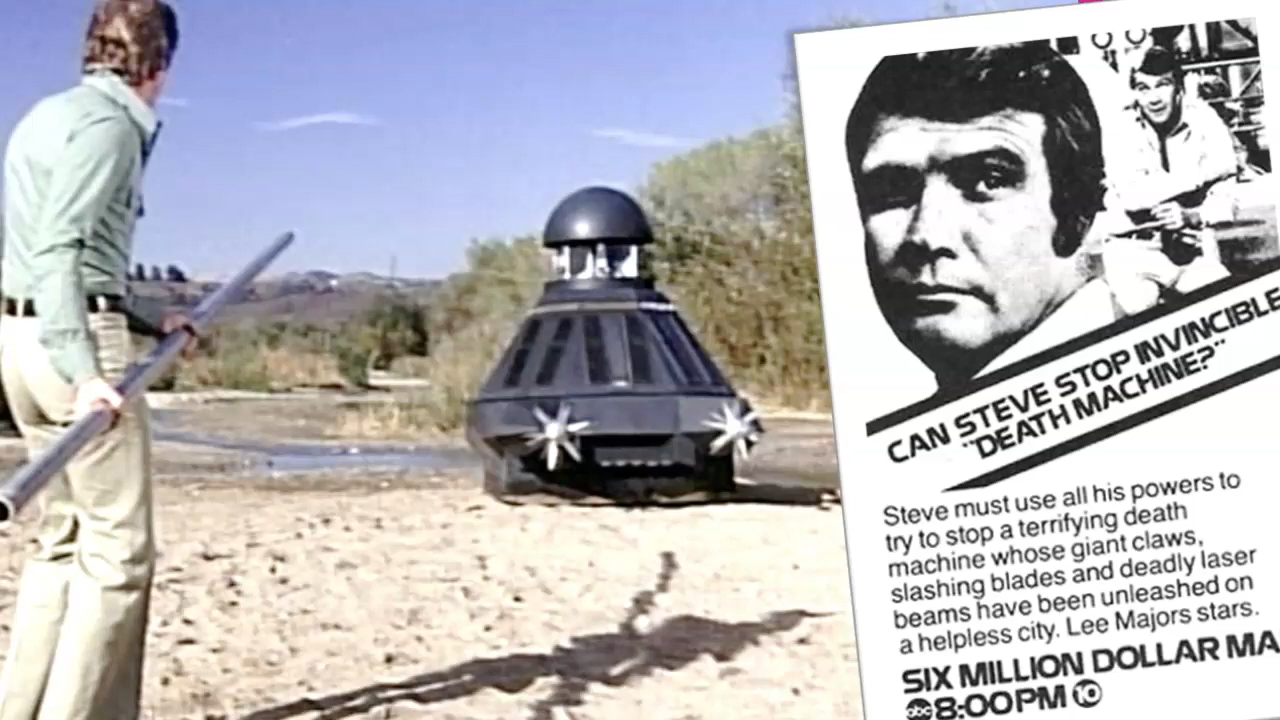 CAN STEVE STOP INVINCIBLE
"DEATH MACHINE?"
Steve must use all his powers to
try to stop a terrifying death
machine whose giant claws,
slashing blades and deadly laser
beams have been unleashed on
a helpless city. Lee Majors stars.
SIX MILLION DOLLAR MA
abc 8:00PM 10